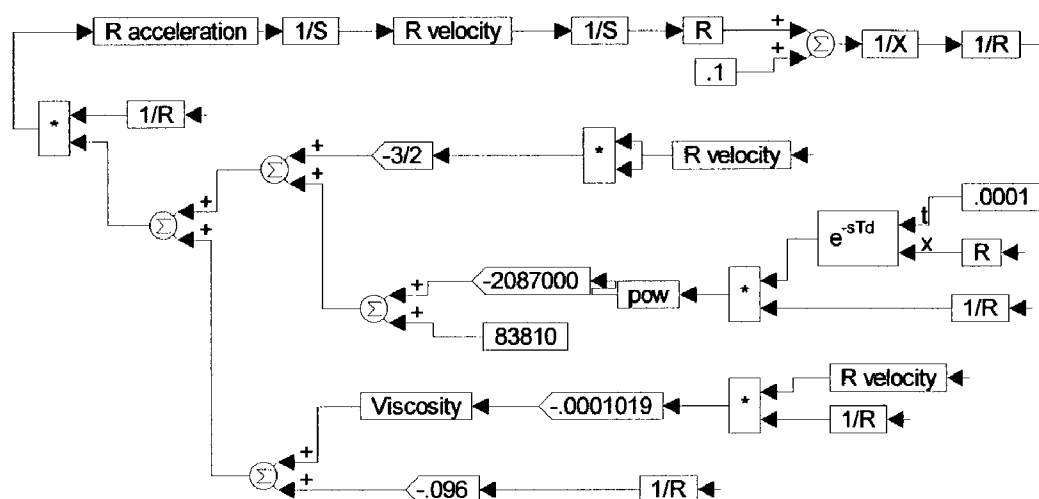 R acceleration 1/S R velocity 1/S R + Σ 1/X 1/R
+
.1
* 1/R
+ -3/2 * R velocity
Σ
+
.0001
+ t
Σ e-sTd
+ x R
+ -2087000 pow * 1/R
Σ
+
83810
R velocity
Viscosity -.0001019 * 1/R
+
Σ
+ -.096 1/R